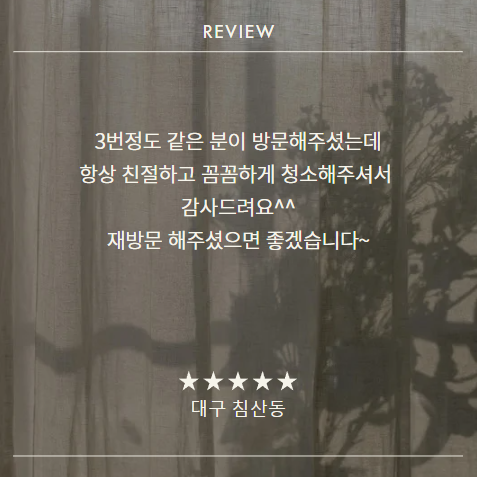 REVIEW
3번정도 같은 분이 방문해주셨는데
항상 친절하고 꼼꼼하게 청소해주셔서
감사드려요^^
재방문 해주셨으면 좋겠습니다~
★★★★★
대구 침산동